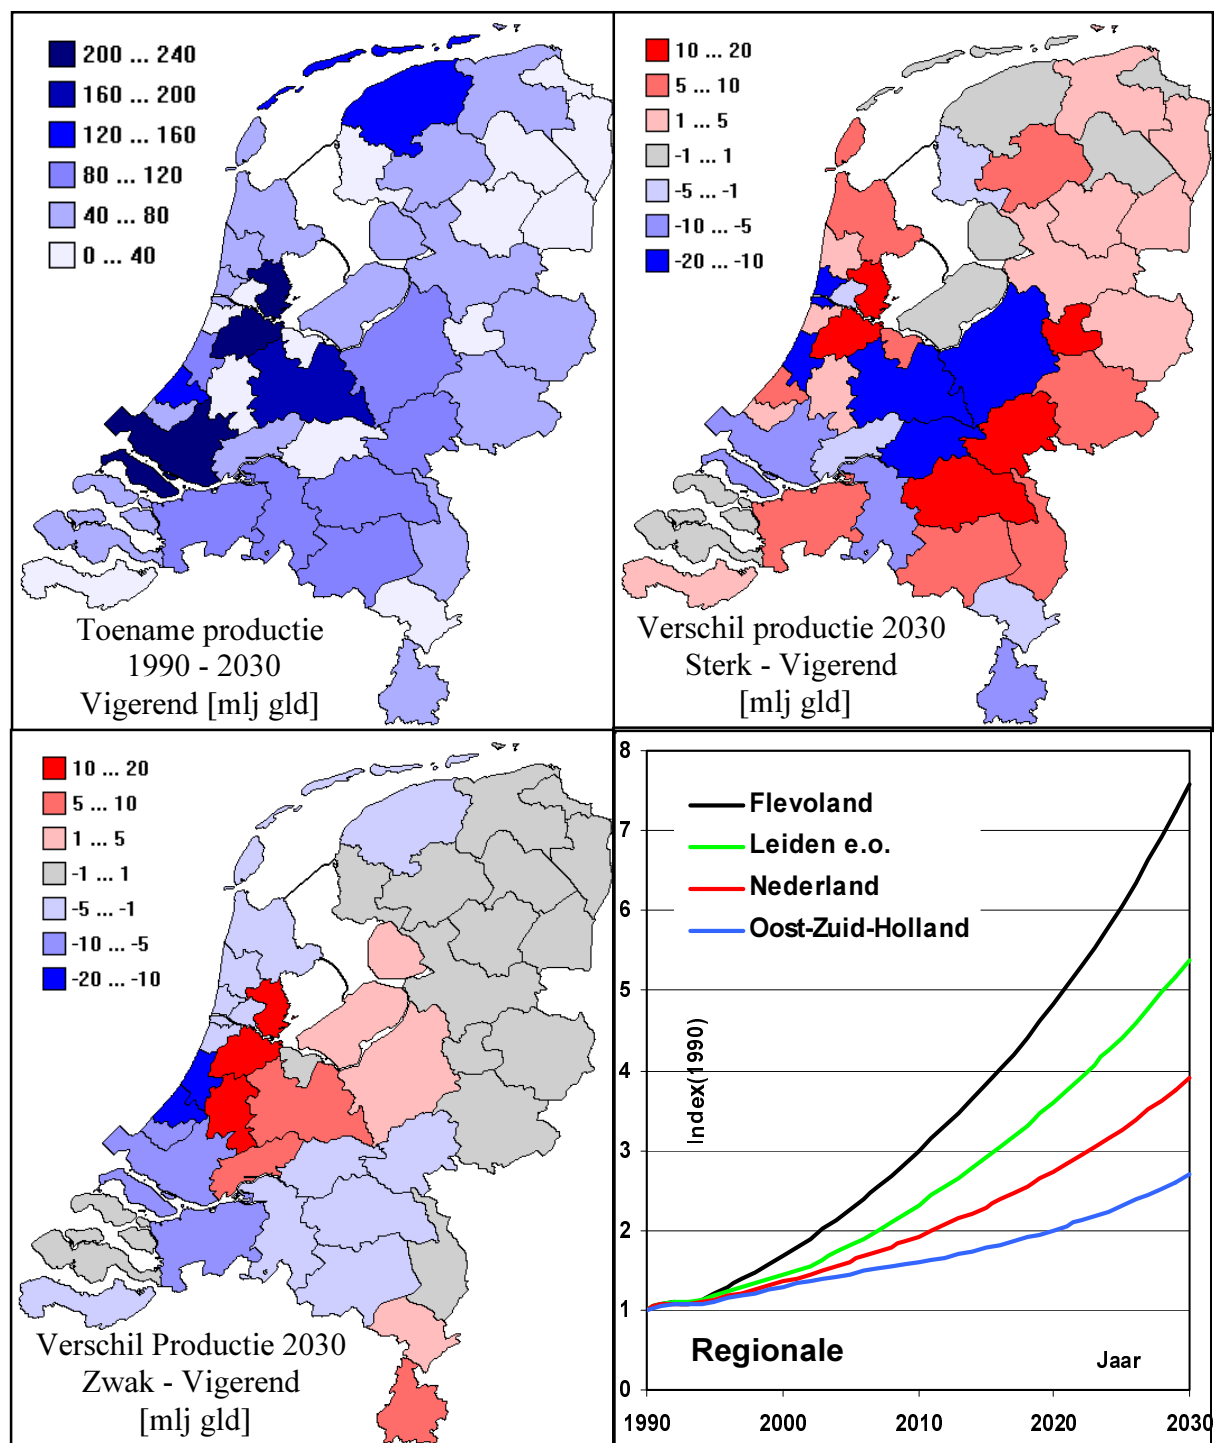 200 ... 240
160 ... 200
120 ... 160
80 ... 120
40 ... 80
0 ... 40
Toename productie
1990 - 2030
Vigerend [mlj gld]
10 ... 20
5 ... 10
1 ... 5
-1 ... 1
-5 ... -1
-10 ... -5
-20 ... -10
Verschil productie 2030
Sterk - Vigerend
[mlj gld]
10 ... 20
5 ... 10
1 ... 5
-1 ... 1
-5 ... -1
-10 ... -5
-20 ... -10
Verschil Productie 2030
Zwak - Vigerend
[mlj gld]
8
7
6
5
4
3
2
1
0
Flevoland
Leiden e.o.
Nederland
Oost-Zuid-Holland
Index(1990)
Regionale
Jaar
1990 2000 2010 2020 2030